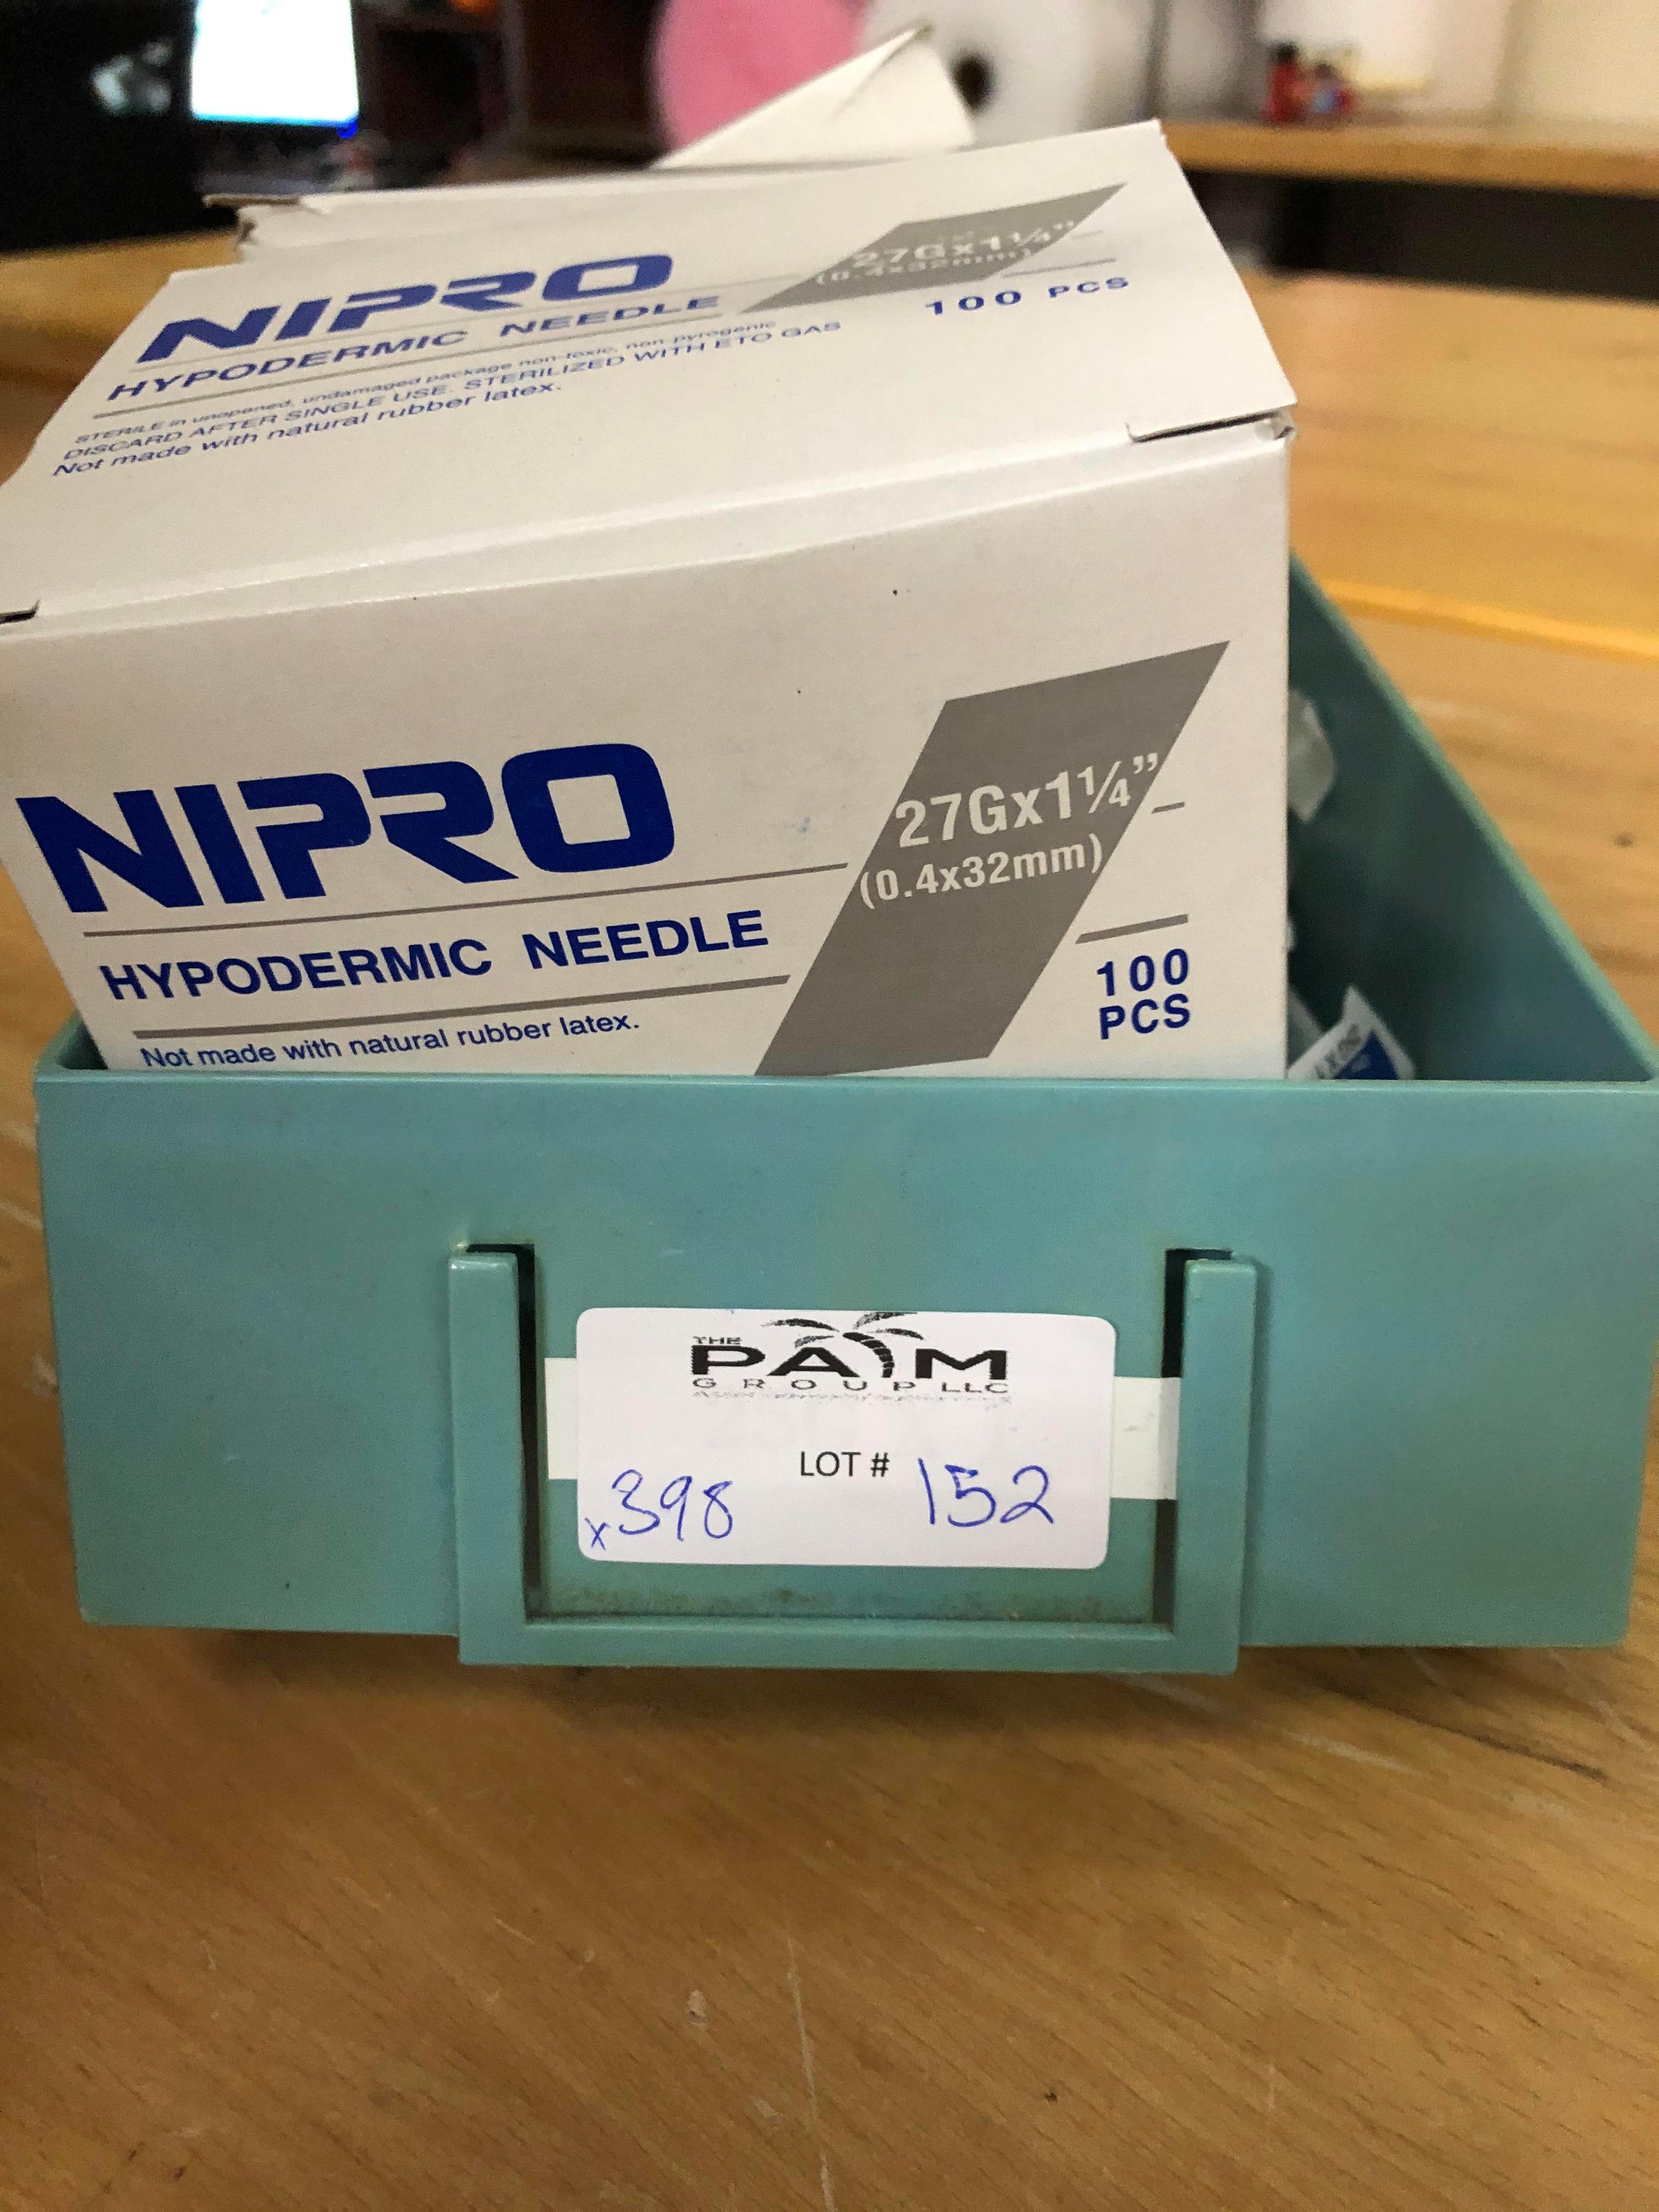 NIPRO
27Gx1¼"
(0.4x32mm)
HYPODERMIC NEEDLE
100 PCS
STERILE in unopened, undamaged package non-toxic, non-pyrogenic
DISCARD AFTER SINGLE USE. STERILIZED WITH ETO GAS
Not made with natural rubber latex.
NIPRO
27Gx1¼”
(0.4x32mm)
HYPODERMIC NEEDLE
100
PCS
Not made with natural rubber latex.
THE
PALM
GROUP LLC
LOT # 152
x398